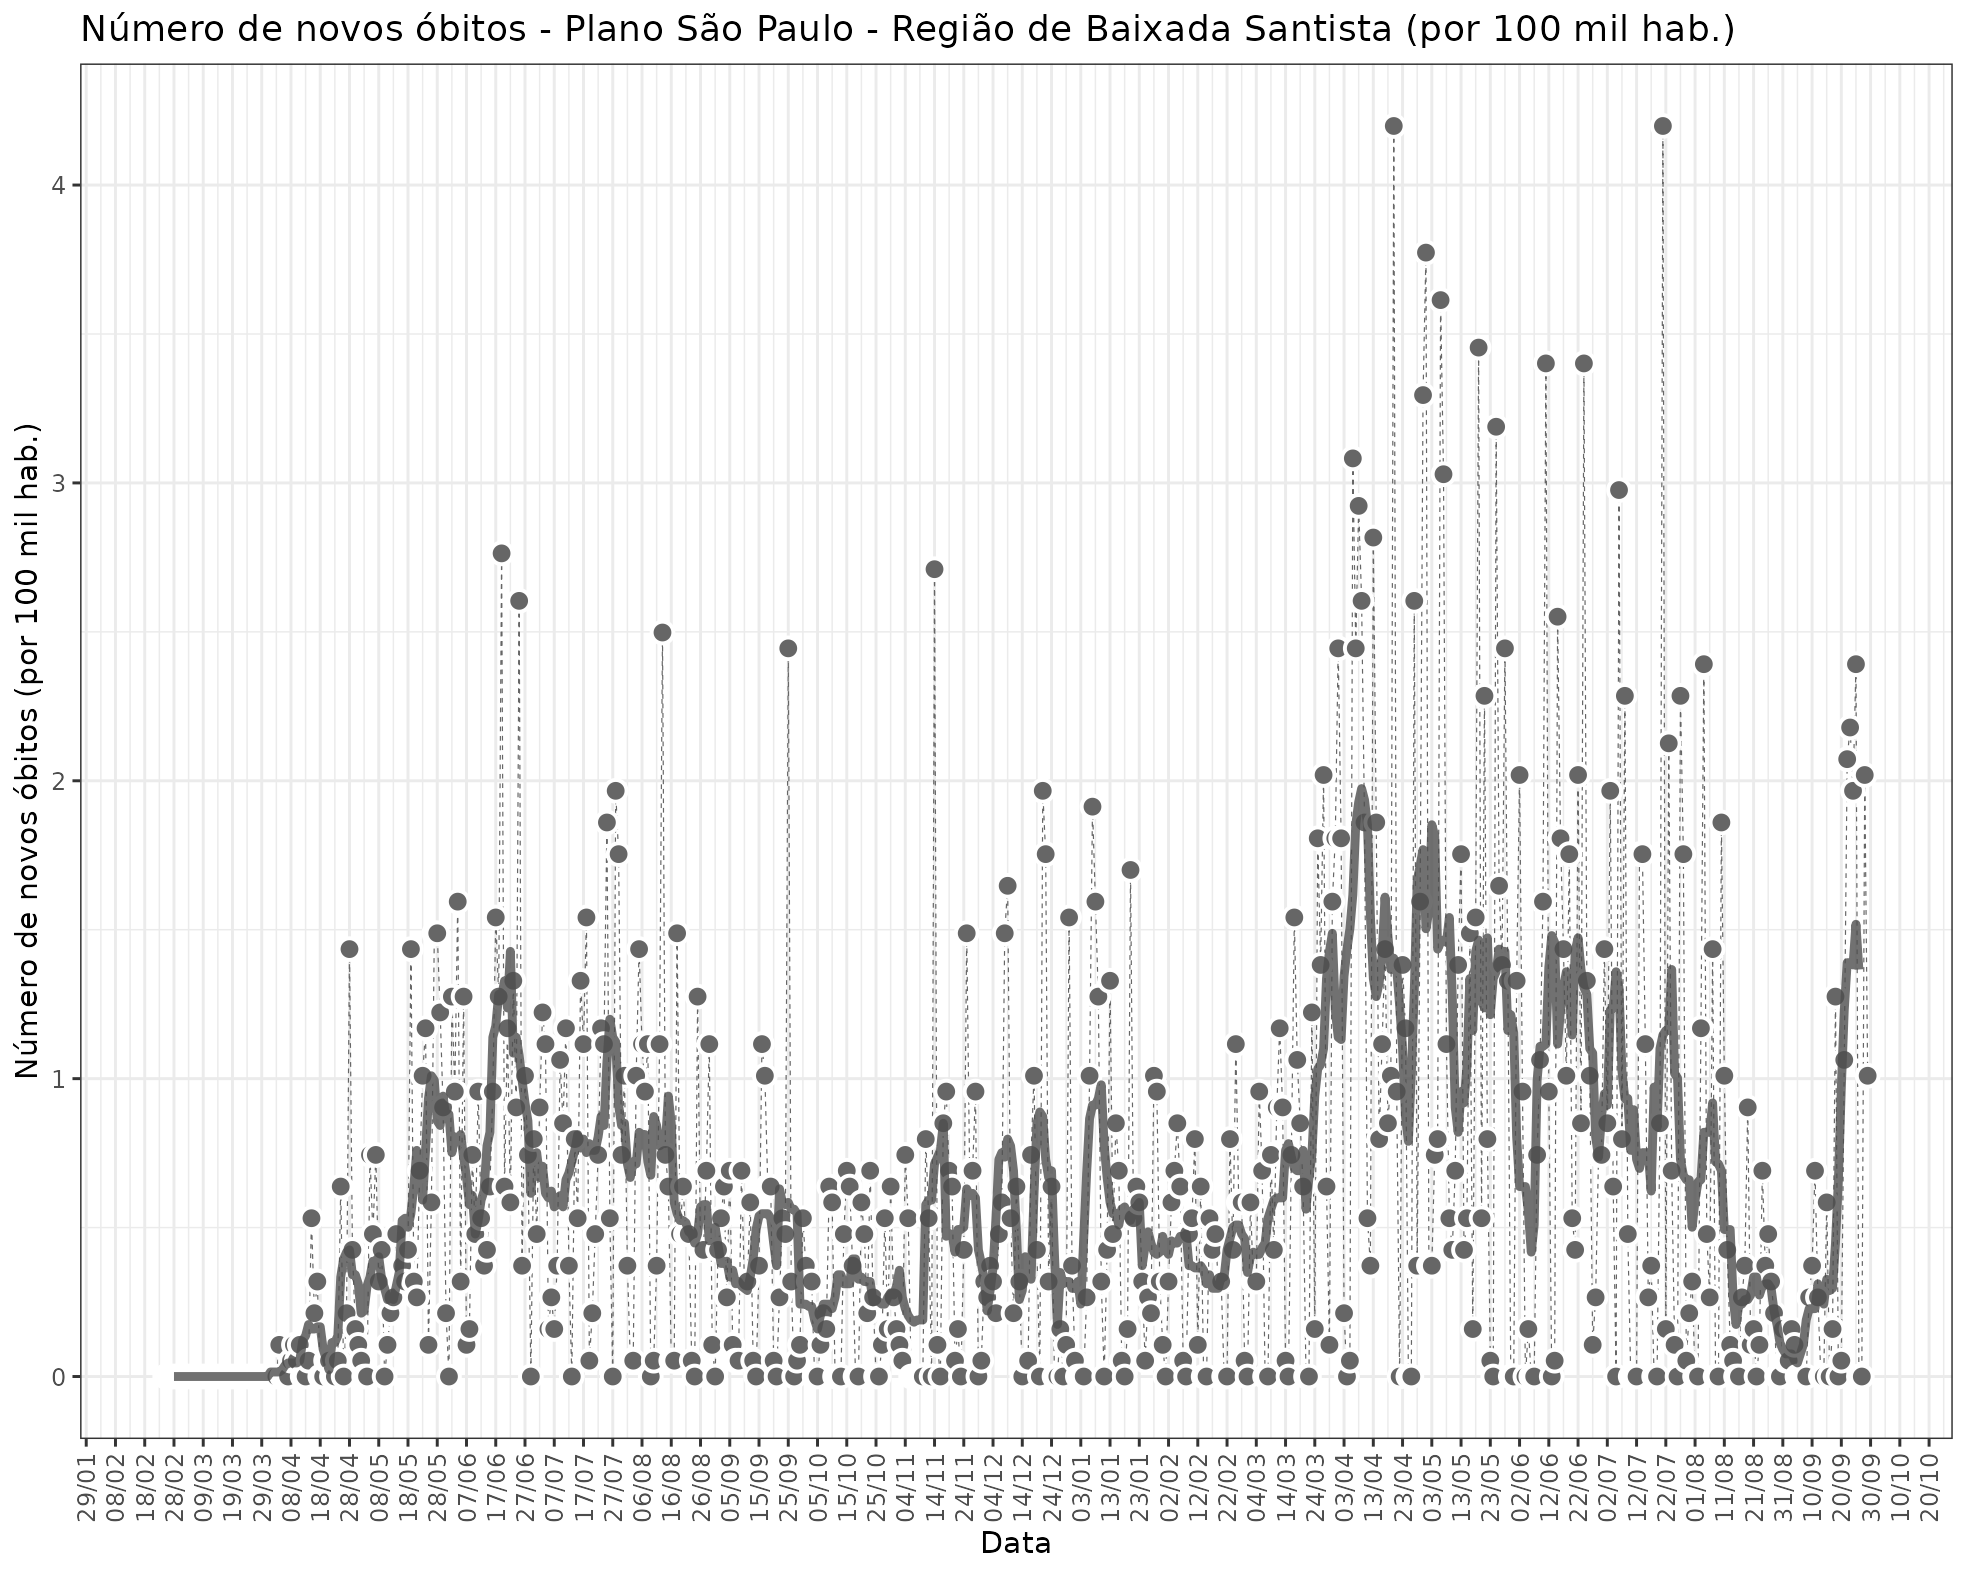 Número de novos óbitos - Plano São Paulo - Região de Baixada Santista (por 100 mil hab.)
Número de novos óbitos (por 100 mil hab.)
4
3
2
1
0
29/01 08/02 18/02 28/02 09/03 19/03 29/03 08/04 18/04 28/04 08/05 18/05 28/05 07/06 17/06 27/06 07/07 17/07 27/07 06/08 16/08 26/08 05/09 15/09 25/09 05/10 15/10 25/10 04/11 14/11 24/11 04/12 14/12 24/12 03/01 13/01 23/01 02/02 12/02 22/02 04/03 14/03 24/03 03/04 13/04 23/04 03/05 13/05 23/05 02/06 12/06 22/06 02/07 12/07 22/07 01/08 11/08 21/08 31/08 10/09 20/09 30/09 10/10 20/10
Data